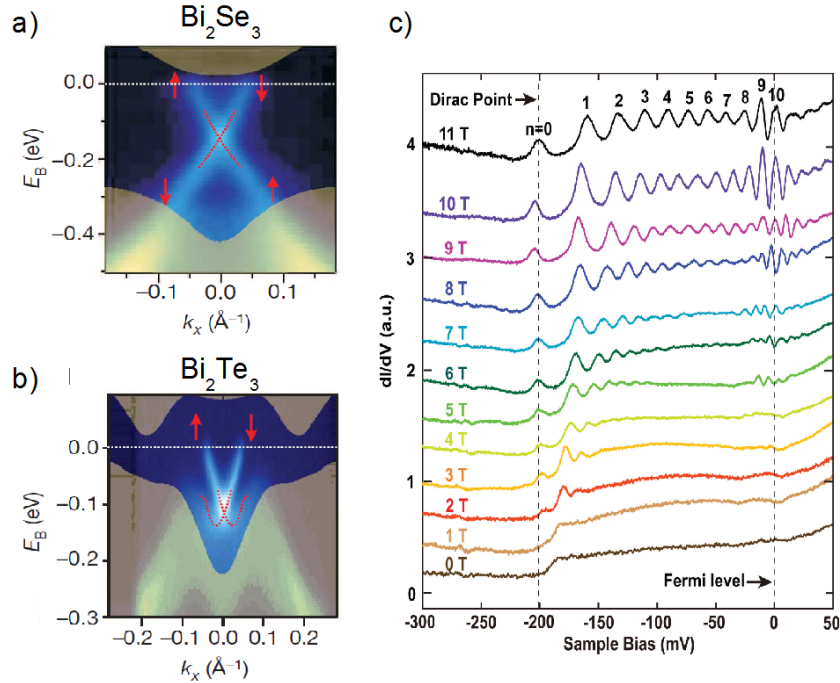 a)
Bi2Se3
0.0
−0.2
−0.4
EB (eV)
−0.1
0.0
0.1
kx (Å−1)
b)
Bi2Te3
0.0
−0.1
−0.2
−0.3
EB (eV)
−0.2
−0.1
0.0
0.1
0.2
kx (Å−1)
c)
Dirac Point
n=0
1
2
3
4
5
6
7
8
9
10
11 T
10 T
9 T
8 T
7 T
6 T
5 T
4 T
3 T
2 T
1 T
0 T
Fermi level
4
3
2
1
0
dI/dV (a.u.)
-300
-250
-200
-150
-100
-50
0
50
Sample Bias (mV)